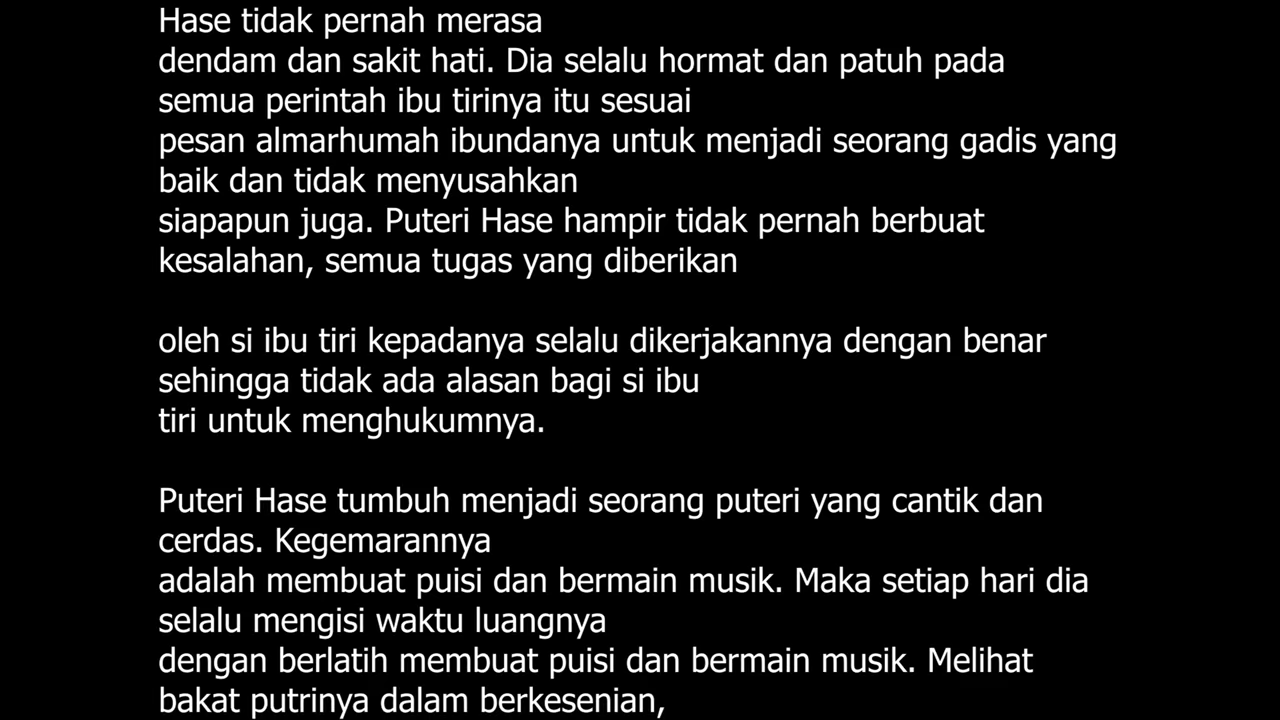 Hase tidak pernah merasa
dendam dan sakit hati. Dia selalu hormat dan patuh pada
semua perintah ibu tirinya itu sesuai
pesan almarhumah ibundanya untuk menjadi seorang gadis yang
baik dan tidak menyusahkan
siapapun juga. Puteri Hase hampir tidak pernah berbuat
kesalahan, semua tugas yang diberikan
oleh si ibu tiri kepadanya selalu dikerjakannya dengan benar
sehingga tidak ada alasan bagi si ibu
tiri untuk menghukumnya.
Puteri Hase tumbuh menjadi seorang puteri yang cantik dan
cerdas. Kegemarannya
adalah membuat puisi dan bermain musik. Maka setiap hari dia
selalu mengisi waktu luangnya
dengan berlatih membuat puisi dan bermain musik. Melihat
bakat putrinya dalam berkesenian,